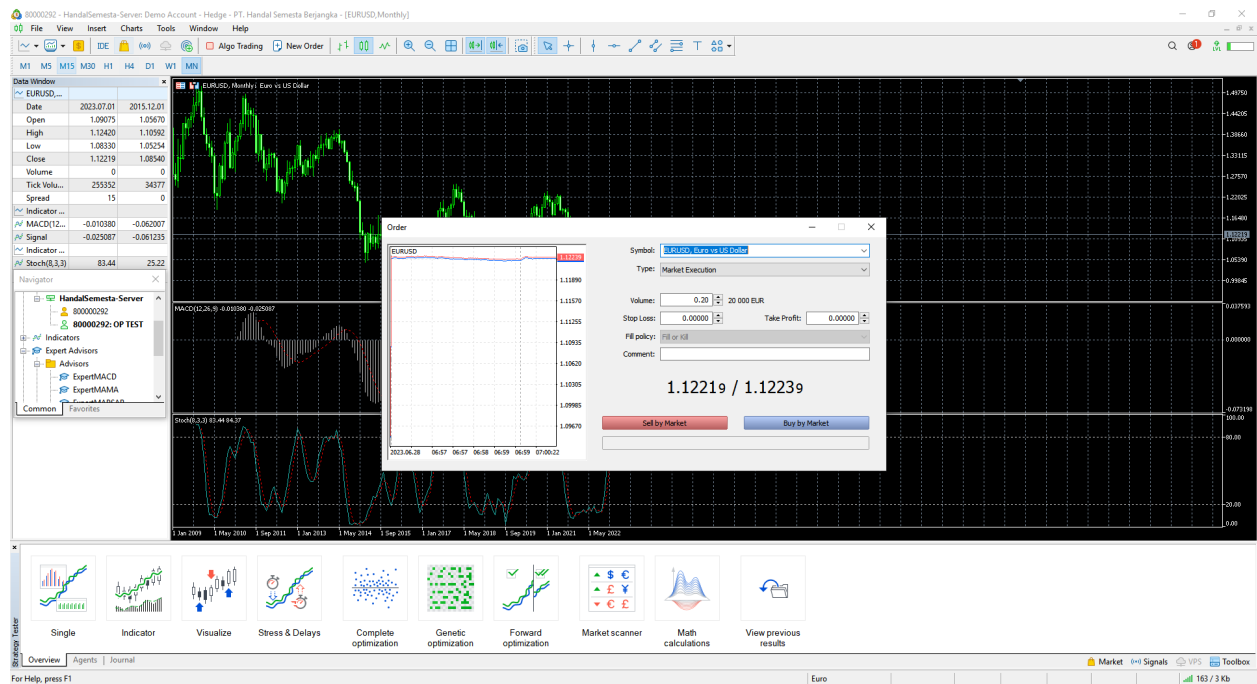 80000292 - HandalSemesta-Server: Demo Account - Hedge - PT. Handal Semesta Berjangka - [EURUSD,Monthly]
File View Insert Charts Tools Window Help
IDE Algo Trading New Order LVL
M1 M5 M15 M30 H1 H4 D1 W1 MN
Data Window
EURUSD,...
Date 2023.07.01 2015.12.01
Open 1.09075 1.05670
High 1.12420 1.10592
Low 1.08330 1.05254
Close 1.12219 1.08540
Volume 0 0
Tick Volu... 255352 34377
Spread 15 0
Indicator ...
MACD(12... -0.010380 -0.062007
Signal -0.025087 -0.061235
Indicator ...
Stoch(8,3,3) 83.44 25.22
Navigator
HandalSemesta-Server
80000292
80000292: OP TEST
Indicators
Expert Advisors
Advisors
ExpertMACD
ExpertMAMA
Common Favorites
EURUSD, Monthly: Euro vs US Dollar
1.49750
1.44205
1.38660
1.33115
1.27570
1.22025
1.16480
1.12219
1.05390
0.99845
MACD(12,26,9) -0.010380 -0.025087
0.037593
0.000000
-0.073198
Stoch(8,3,3) 83.44 84.37
100.00
80.00
20.00
0.00
1 Jan 2009 1 May 2010 1 Sep 2011 1 Jan 2013 1 May 2014 1 Sep 2015 1 Jan 2017 1 May 2018 1 Sep 2019 1 Jan 2021 1 May 2022
Order
EURUSD
1.12239
1.11890
1.11570
1.11255
1.10935
1.10620
1.10305
1.09985
1.09670
2023.06.28 06:57 06:57 06:58 06:59 06:59 07:00:22
Symbol: EURUSD, Euro vs US Dollar
Type: Market Execution
Volume: 0.20 20 000 EUR
Stop Loss: 0.00000 Take Profit: 0.00000
Fill policy: Fill or Kill
Comment:
1.12219 / 1.12239
Sell by Market Buy by Market
Strategy Tester
Single
Indicator
Visualize
Stress & Delays
Complete optimization
Genetic optimization
Forward optimization
Market scanner
Math calculations
View previous results
Overview Agents Journal
Market Signals VPS Toolbox
For Help, press F1 Euro 163 / 3 Kb